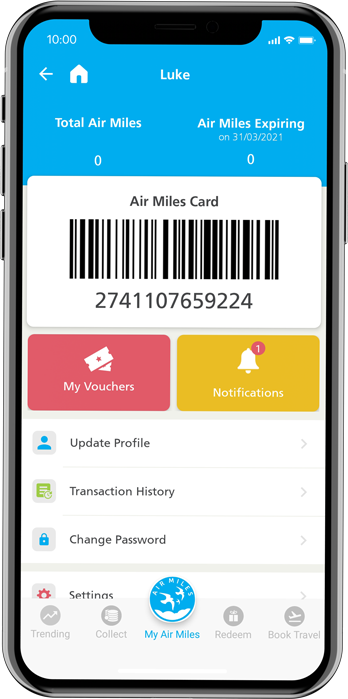 10:00
Luke
Total Air Miles
Air Miles Expiring
on 31/03/2021
0
0
Air Miles Card
2741107659224
1
My Vouchers
Notifications
Update Profile
Transaction History
Change Password
Settings
AIR MILES
Trending
Collect
My Air Miles
Redeem
Book Travel